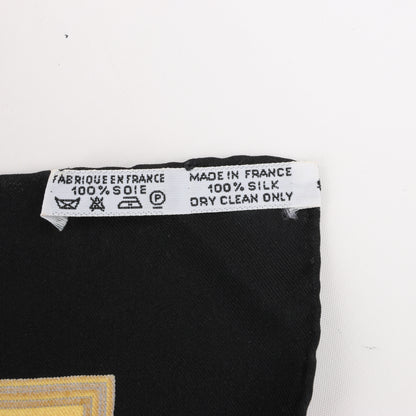 FABRIQUE EN FRANCE
100% SOIE
P
MADE IN FRANCE
100% SILK
DRY CLEAN ONLY